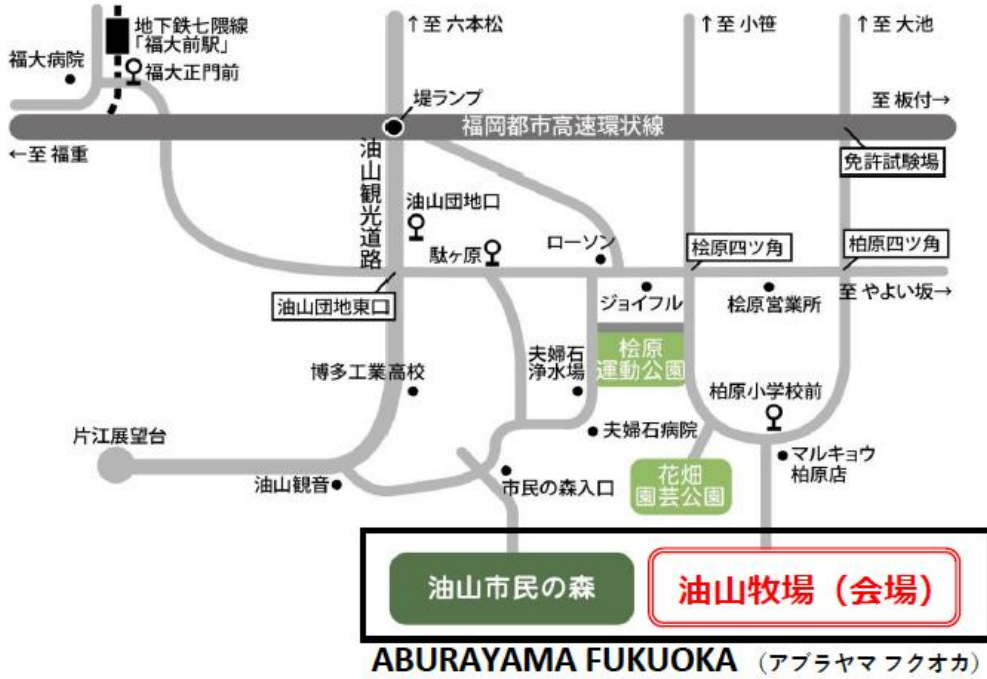 地下鉄七隈線
「福大前駅」
↑至 六本松
↑至 小笹
↑至 大池
福大病院
福大正門前
堤ランプ
至 板付→
福岡都市高速環状線
←至 福重
免許試験場
油山観光道路
油山団地口
駄ヶ原
ローソン
桧原四ツ角
柏原四ツ角
油山団地東口
ジョイフル
桧原営業所
至 やよい坂→
博多工業高校
夫婦石
浄水場
桧原
運動公園
柏原小学校前
片江展望台
夫婦石病院
マルキョウ
柏原店
油山観音
市民の森入口
花畑
園芸公園
油山市民の森
油山牧場（会場）
ABURAYAMA FUKUOKA （アブラヤマ フクオカ）